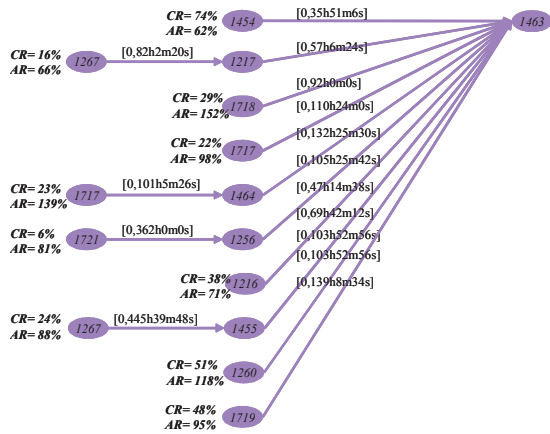 CR= 74%
AR= 62%
1454
[0,35h51m6s]
1463
CR= 16%
AR= 66%
1267
[0,82h2m20s]
1217
[0,57h6m24s]
CR= 29%
AR= 152%
1718
[0,92h0m0s]
[0,110h24m0s]
CR= 22%
AR= 98%
1717
[0,132h25m30s]
[0,105h25m42s]
CR= 23%
AR= 139%
1717
[0,101h5m26s]
1464
[0,47h14m38s]
[0,69h42m12s]
CR= 6%
AR= 81%
1721
[0,362h0m0s]
1256
[0,103h52m56s]
[0,103h52m56s]
CR= 38%
AR= 71%
1216
[0,139h8m34s]
CR= 24%
AR= 88%
1267
[0,445h39m48s]
1455
CR= 51%
AR= 118%
1260
CR= 48%
AR= 95%
1719